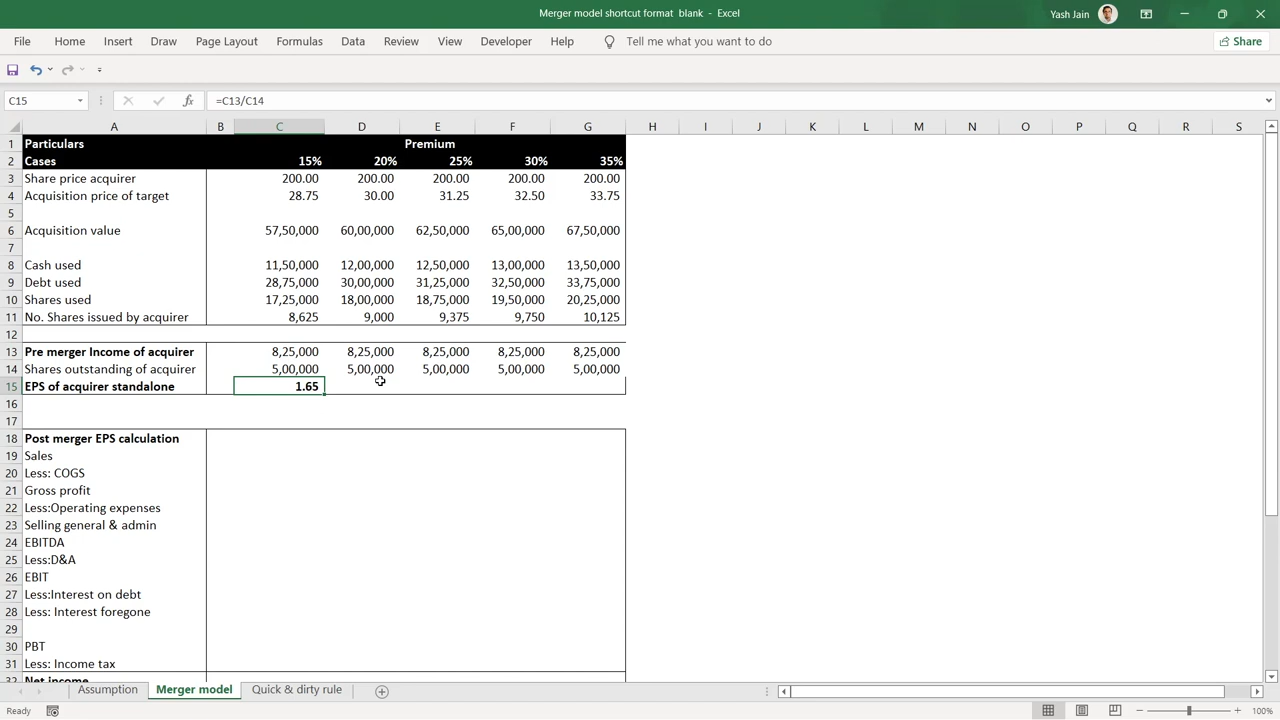 Merger model shortcut format  blank  -  Excel
Yash Jain
File Home Insert Draw Page Layout Formulas Data Review View Developer Help Tell me what you want to do Share
C15 fx =C13/C14
A B C D E F G H I J K L M N O P Q R S
1 Particulars Premium
2 Cases 15% 20% 25% 30% 35%
3 Share price acquirer 200.00 200.00 200.00 200.00 200.00
4 Acquisition price of target 28.75 30.00 31.25 32.50 33.75
5
6 Acquisition value 57,50,000 60,00,000 62,50,000 65,00,000 67,50,000
7
8 Cash used 11,50,000 12,00,000 12,50,000 13,00,000 13,50,000
9 Debt used 28,75,000 30,00,000 31,25,000 32,50,000 33,75,000
10 Shares used 17,25,000 18,00,000 18,75,000 19,50,000 20,25,000
11 No. Shares issued by acquirer 8,625 9,000 9,375 9,750 10,125
12
13 Pre merger Income of acquirer 8,25,000 8,25,000 8,25,000 8,25,000 8,25,000
14 Shares outstanding of acquirer 5,00,000 5,00,000 5,00,000 5,00,000 5,00,000
15 EPS of acquirer standalone 1.65
16
17
18 Post merger EPS calculation
19 Sales
20 Less: COGS
21 Gross profit
22 Less:Operating expenses
23 Selling general & admin
24 EBITDA
25 Less:D&A
26 EBIT
27 Less:Interest on debt
28 Less: Interest foregone
29
30 PBT
31 Less: Income tax
32 Net income
Assumption Merger model Quick & dirty rule
Ready 100%